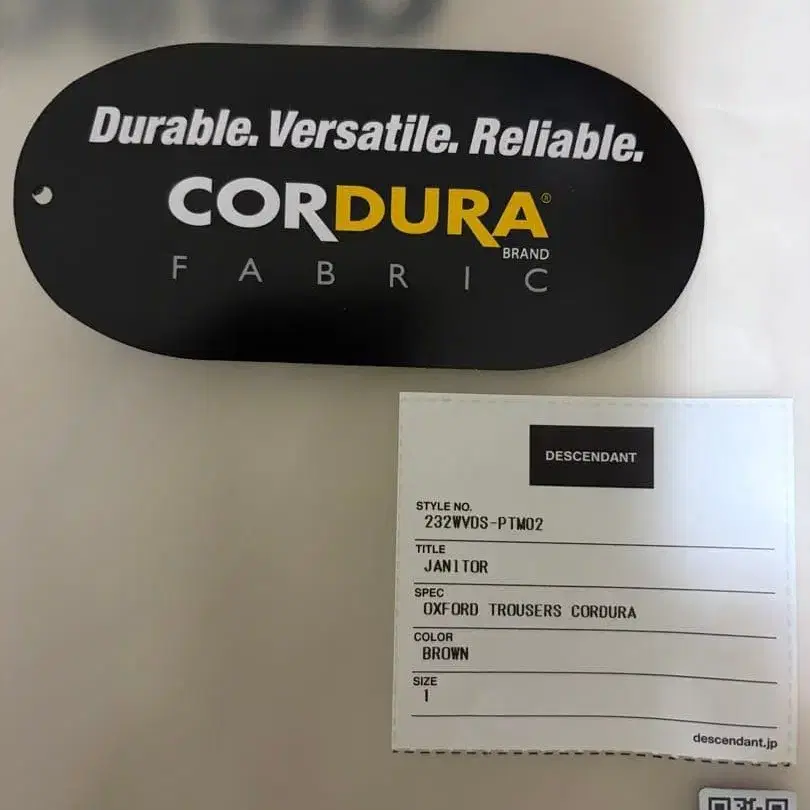 Durable. Versatile. Reliable.
CORDURA®
BRAND
FABRIC
DESCENDANT
STYLE NO.
232WVDS-PTM02
TITLE
JANITOR
SPEC
OXFORD TROUSERS CORDURA
COLOR
BROWN
SIZE
1
descendant.jp